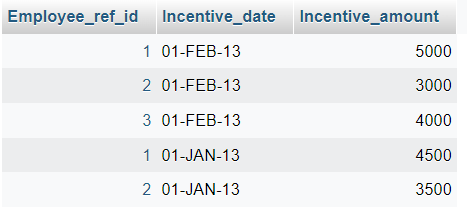 Employee_ref_id Incentive_date Incentive_amount
1 01-FEB-13 5000
2 01-FEB-13 3000
3 01-FEB-13 4000
1 01-JAN-13 4500
2 01-JAN-13 3500